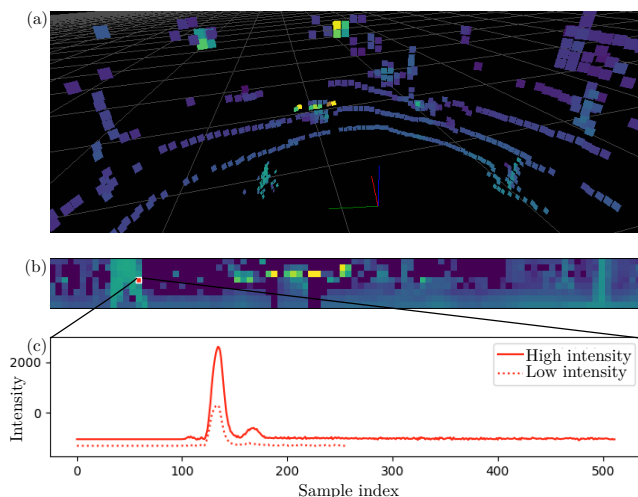 (a)
(b)
(c)
2000
0
Intensity
High intensity
Low intensity
0
100
200
300
400
500
Sample index